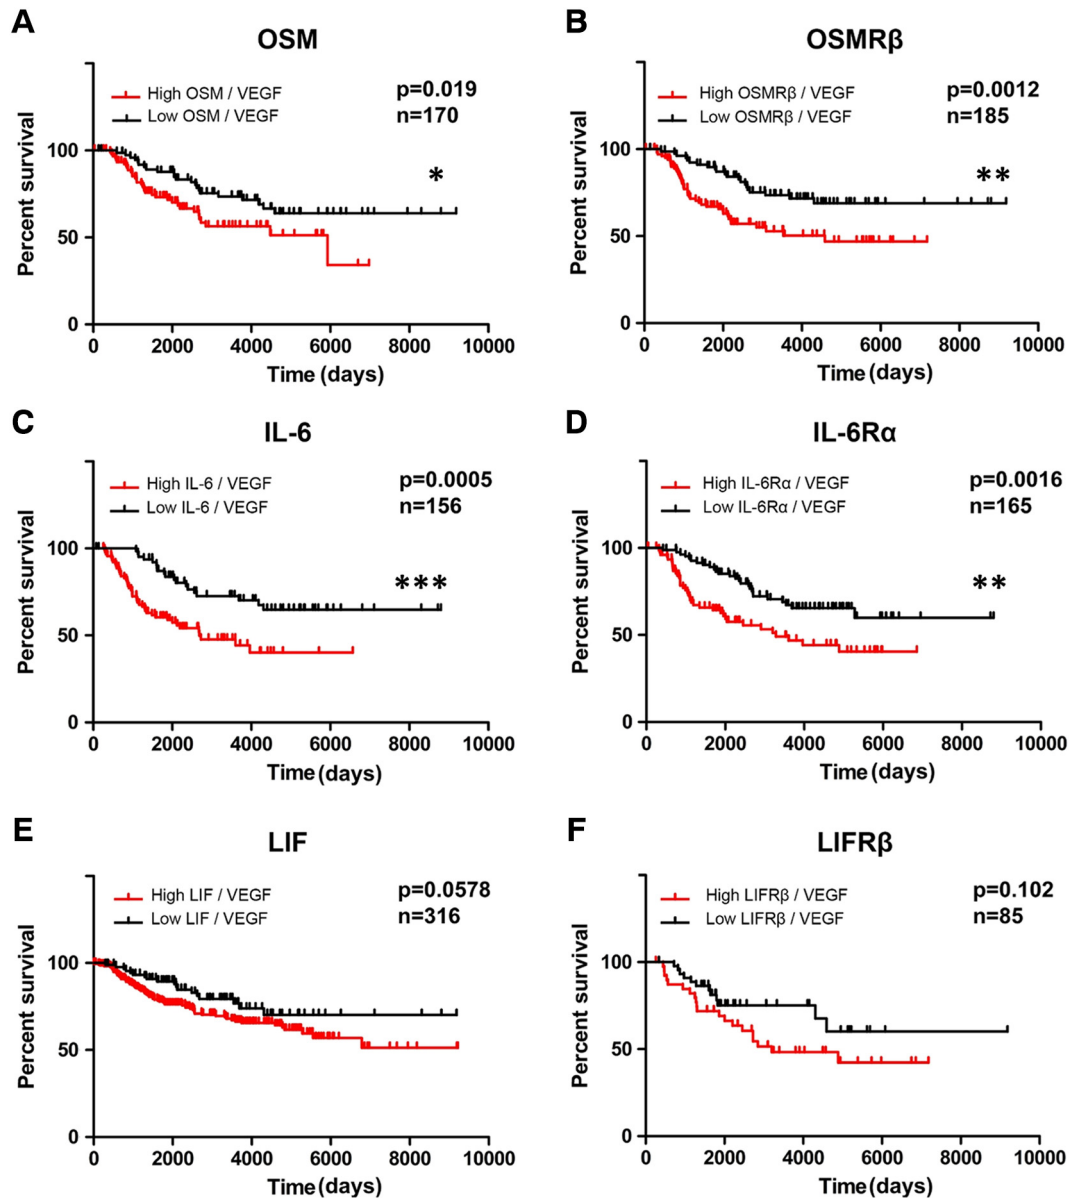 A
OSM
High OSM / VEGF
Low OSM / VEGF
p=0.019
n=170
*
Percent survival
100
50
0
0 2000 4000 6000 8000 10000
Time (days)
B
OSMRβ
High OSMRβ / VEGF
Low OSMRβ / VEGF
p=0.0012
n=185
**
Percent survival
100
50
0
0 2000 4000 6000 8000 10000
Time (days)
C
IL-6
High IL-6 / VEGF
Low IL-6 / VEGF
p=0.0005
n=156
***
Percent survival
100
50
0
0 2000 4000 6000 8000 10000
Time (days)
D
IL-6Rα
High IL-6Rα / VEGF
Low IL-6Rα / VEGF
p=0.0016
n=165
**
Percent survival
100
50
0
0 2000 4000 6000 8000 10000
Time (days)
E
LIF
High LIF / VEGF
Low LIF / VEGF
p=0.0578
n=316
Percent survival
100
50
0
0 2000 4000 6000 8000 10000
Time (days)
F
LIFRβ
High LIFRβ / VEGF
Low LIFRβ / VEGF
p=0.102
n=85
Percent survival
100
50
0
0 2000 4000 6000 8000 10000
Time (days)